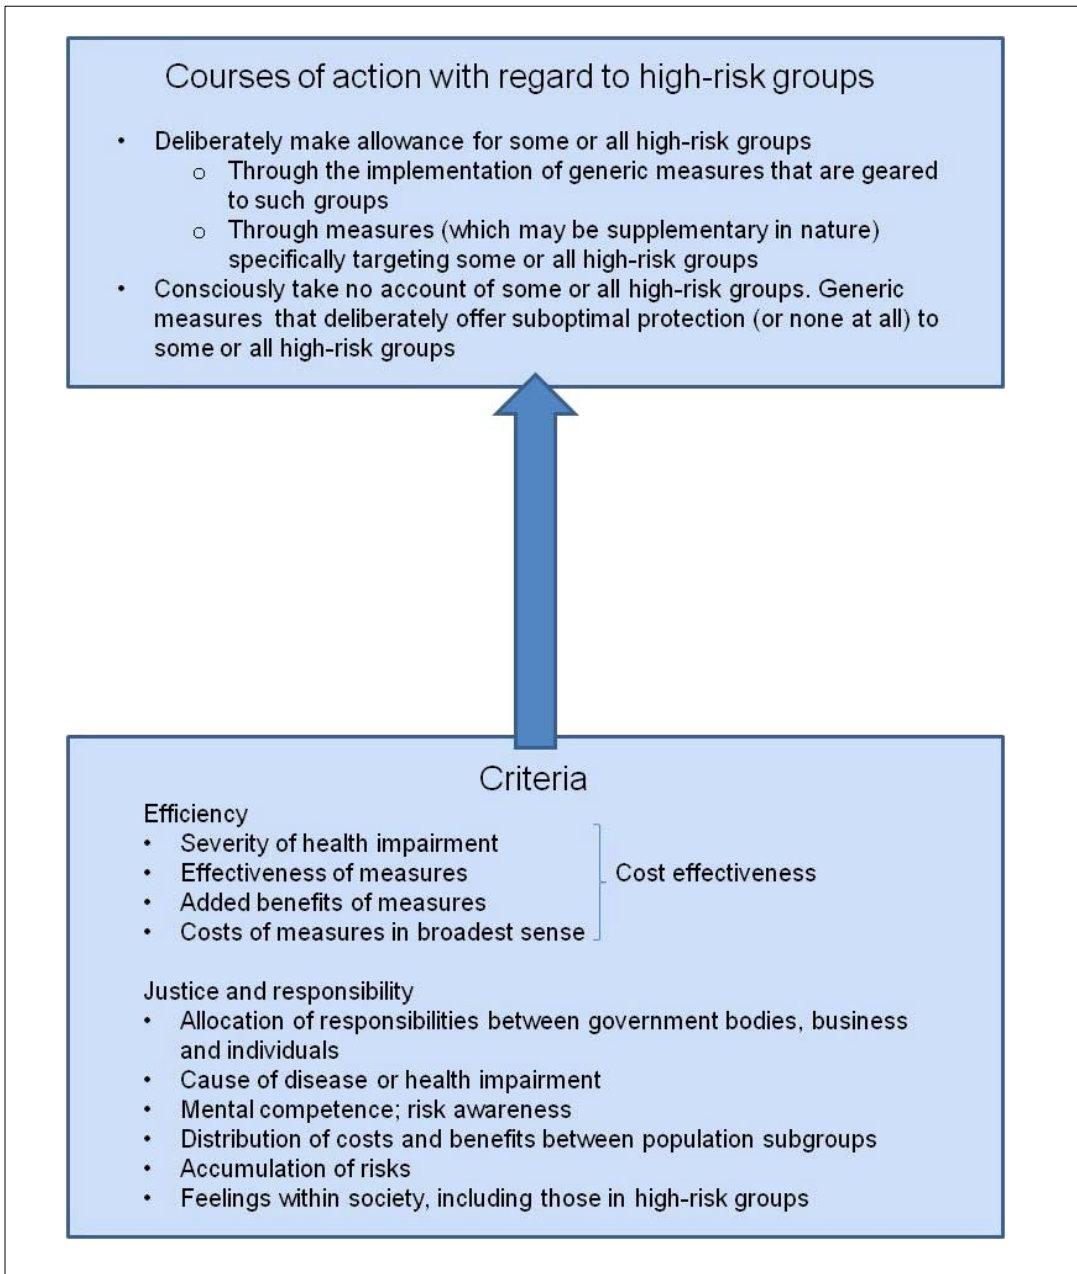 Courses of action with regard to high-risk groups
• Deliberately make allowance for some or all high-risk groups
o Through the implementation of generic measures that are geared
to such groups
o Through measures (which may be supplementary in nature)
specifically targeting some or all high-risk groups
• Consciously take no account of some or all high-risk groups. Generic
measures that deliberately offer suboptimal protection (or none at all) to
some or all high-risk groups
Criteria
Efficiency
• Severity of health impairment
• Effectiveness of measures
Cost effectiveness
• Added benefits of measures
• Costs of measures in broadest sense
Justice and responsibility
• Allocation of responsibilities between government bodies, business
and individuals
• Cause of disease or health impairment
• Mental competence; risk awareness
• Distribution of costs and benefits between population subgroups
• Accumulation of risks
• Feelings within society, including those in high-risk groups